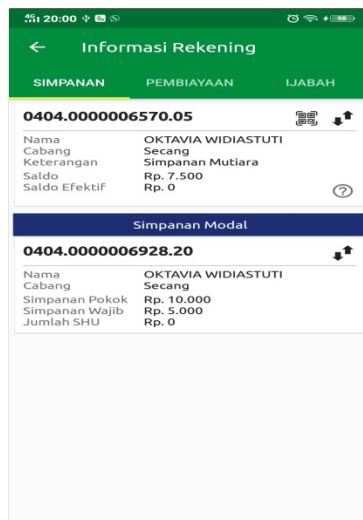 20:00
Informasi Rekening
SIMPANAN PEMBIAYAAN IJABAH
0404.0000006570.05
Nama OKTAVIA WIDIASTUTI
Cabang Secang
Keterangan Simpanan Mutiara
Saldo Rp. 7.500
Saldo Efektif Rp. 0
Simpanan Modal
0404.0000006928.20
Nama OKTAVIA WIDIASTUTI
Cabang Secang
Simpanan Pokok Rp. 10.000
Simpanan Wajib Rp. 5.000
Jumlah SHU Rp. 0